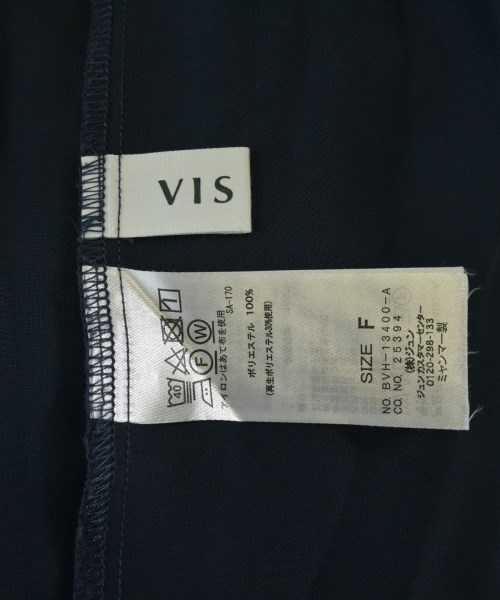 VIS
40
F
W
アイロンはあて布を使用
SA-170
ポリエステル 100%
(再生ポリエステル50%使用)
SIZE F
NO. BVH-13400-A
CO. NO. 25394
(株)ジュン
ジュンカスタマーセンター
0120-298-133
ミャンマー製